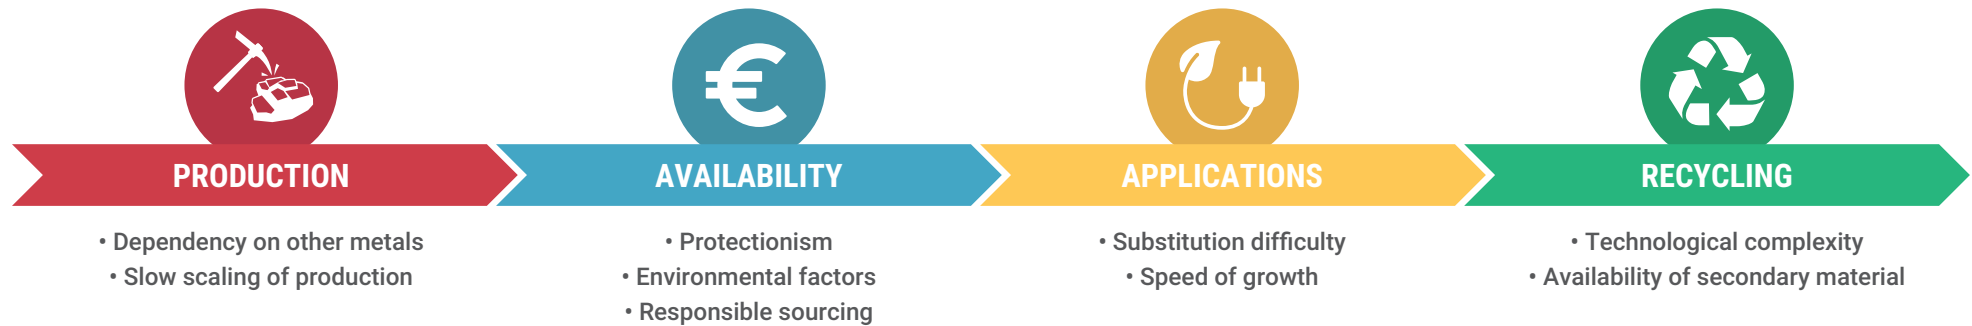 PRODUCTION
• Dependency on other metals
• Slow scaling of production
AVAILABILITY
• Protectionism
• Environmental factors
• Responsible sourcing
APPLICATIONS
• Substitution difficulty
• Speed of growth
RECYCLING
• Technological complexity
• Availability of secondary material